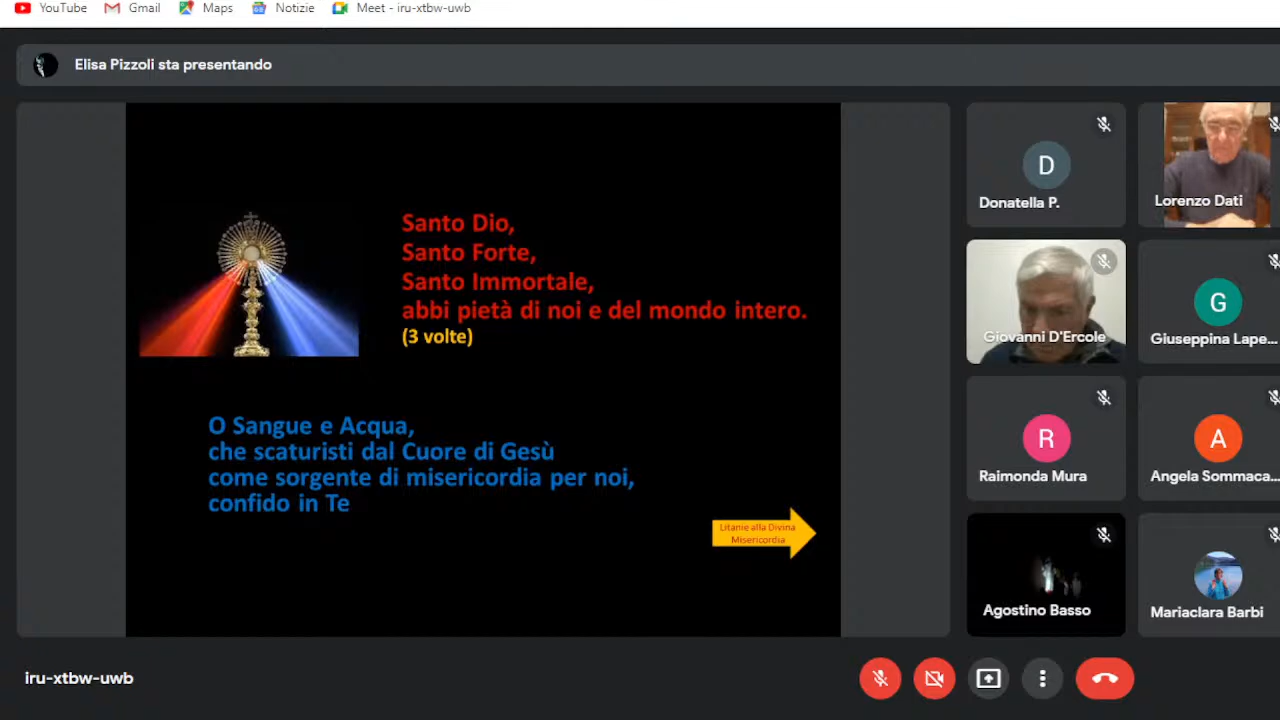 YouTube
Gmail
Maps
Notizie
Meet - iru-xtbw-uwb
Elisa Pizzoli sta presentando
Santo Dio,
Santo Forte,
Santo Immortale,
abbi pietà di noi e del mondo intero.
(3 volte)
O Sangue e Acqua,
che scaturisti dal Cuore di Gesù
come sorgente di misericordia per noi,
confido in Te
Litanie alla Divina
Misericordia
D
Donatella P.
Lorenzo Dati
Giovanni D'Ercole
G
Giuseppina Lape...
R
Raimonda Mura
A
Angela Sommaca...
Agostino Basso
Mariaclara Barbi
iru-xtbw-uwb